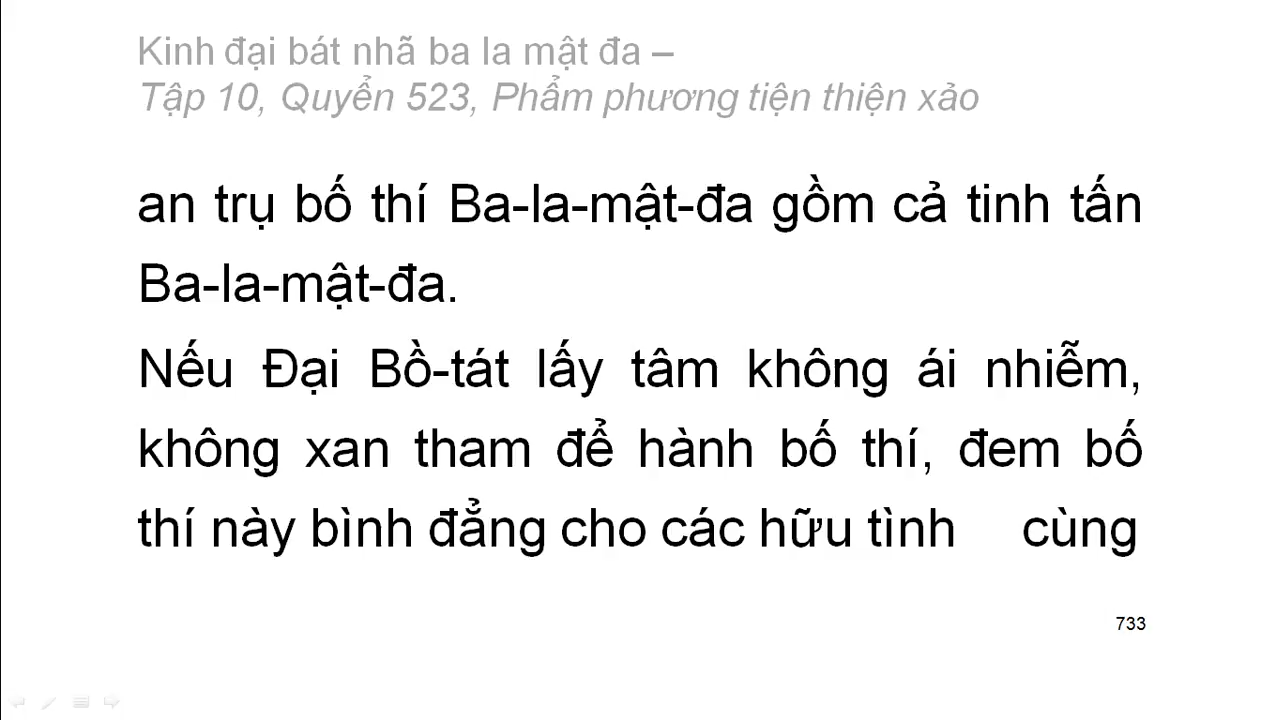 Kinh đại bát nhã ba la mật đa –
Tập 10, Quyển 523, Phẩm phương tiện thiện xảo
an trụ bố thí Ba-la-mật-đa gồm cả tinh tấn
Ba-la-mật-đa.
Nếu Đại Bồ-tát lấy tâm không ái nhiễm,
không xan tham để hành bố thí, đem bố
thí này bình đẳng cho các hữu tình cùng
733